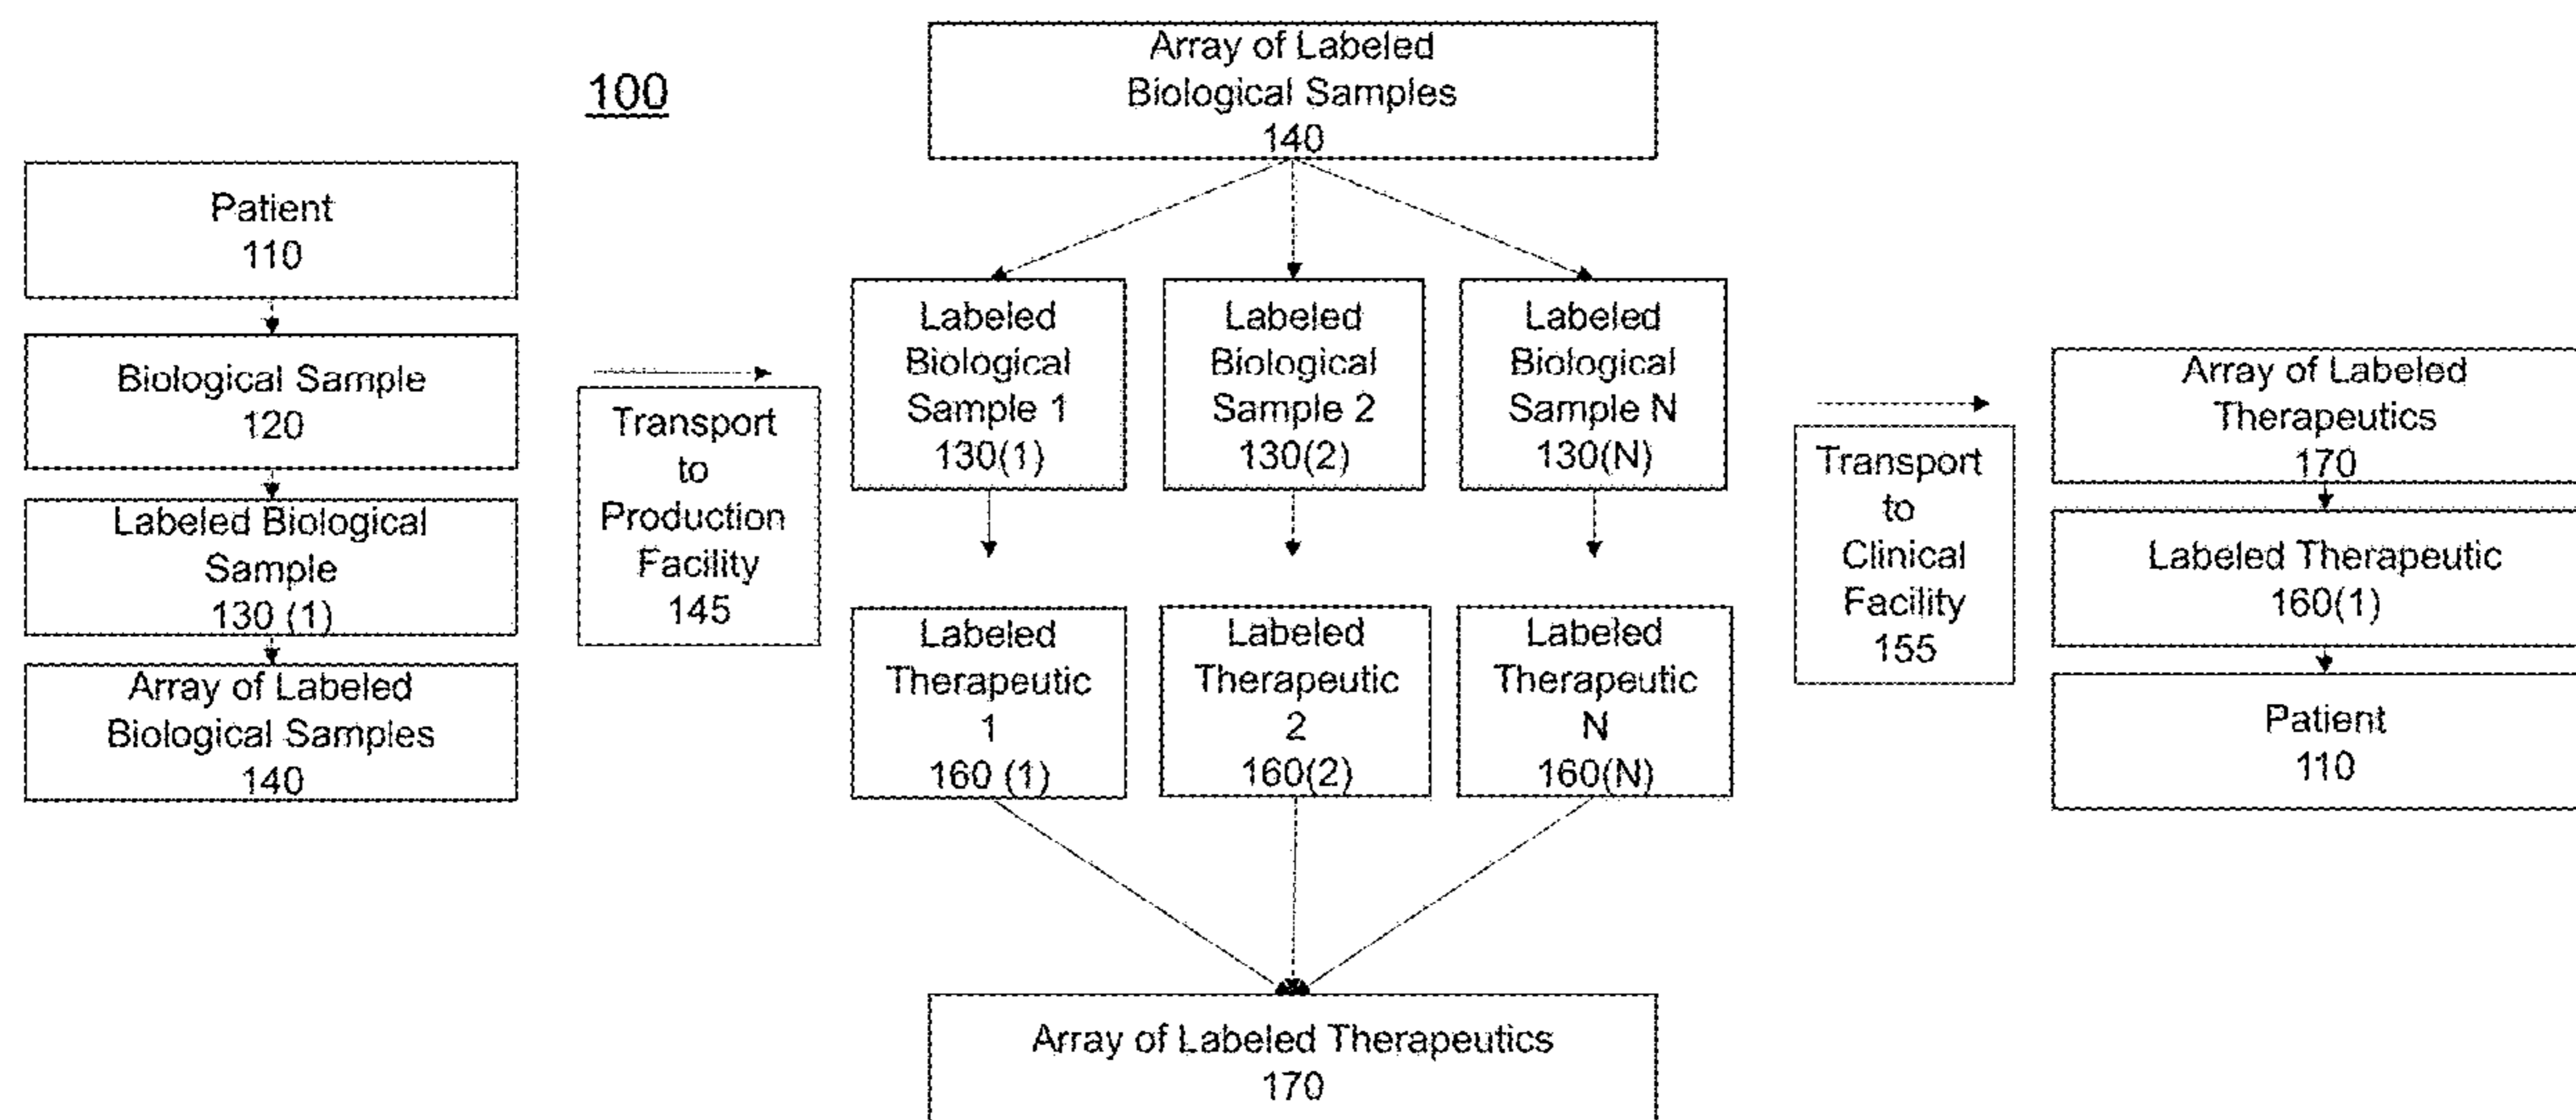 100
Patient
110
Biological Sample
120
Labeled Biological
Sample
130 (1)
Array of Labeled
Biological Samples
140
Transport
to
Production
Facility
145
Array of Labeled
Biological Samples
140
Labeled
Biological
Sample 1
130(1)
Labeled
Biological
Sample 2
130(2)
Labeled
Biological
Sample N
130(N)
Labeled
Therapeutic
1
160 (1)
Labeled
Therapeutic
2
160(2)
Labeled
Therapeutic
N
160(N)
Array of Labeled Therapeutics
170
Transport
to
Clinical
Facility
155
Array of Labeled
Therapeutics
170
Labeled Therapeutic
160(1)
Patient
110